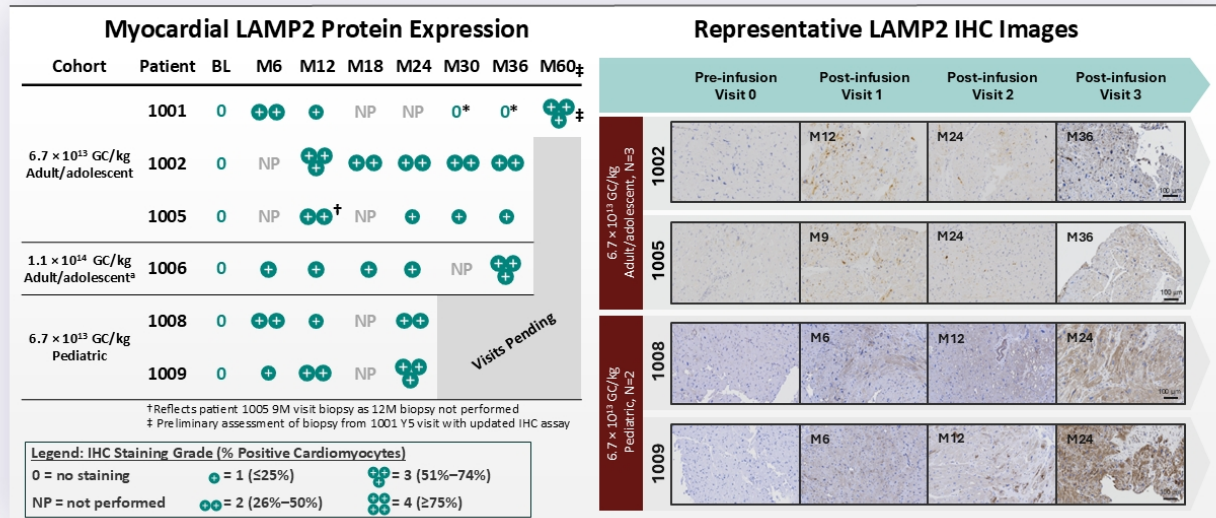 Myocardial LAMP2 Protein Expression
Cohort Patient BL M6 M12 M18 M24 M30 M36 M60‡
6.7 × 10¹³ GC/kg
Adult/adolescent
1001 0 ++ + NP NP 0* 0* +++ ‡
1002 0 NP +++ ++ ++ ++ ++
1005 0 NP ++ † NP + + +
1.1 × 10¹⁴ GC/kg
Adult/adolescentᵃ
1006 0 + + + + NP +++
6.7 × 10¹³ GC/kg
Pediatric
1008 0 ++ + NP ++
1009 0 + ++ NP +++
Visits Pending
†Reflects patient 1005 9M visit biopsy as 12M biopsy not performed
‡ Preliminary assessment of biopsy from 1001 Y5 visit with updated IHC assay
Legend: IHC Staining Grade (% Positive Cardiomyocytes)
0 = no staining + = 1 (≤25%) +++ = 3 (51%–74%)
NP = not performed ++ = 2 (26%–50%) ++++ = 4 (≥75%)
Representative LAMP2 IHC Images
Pre-infusion
Visit 0
Post-infusion
Visit 1
Post-infusion
Visit 2
Post-infusion
Visit 3
6.7 × 10¹³ GC/kg
Adult/adolescent, N=3
1002
M12 M24 M36
100 µm
1005
M9 M24 M36
100 µm
6.7 × 10¹³ GC/kg
Pediatric, N=2
1008
M6 M12 M24
100 µm
1009
M6 M12 M24
100 µm